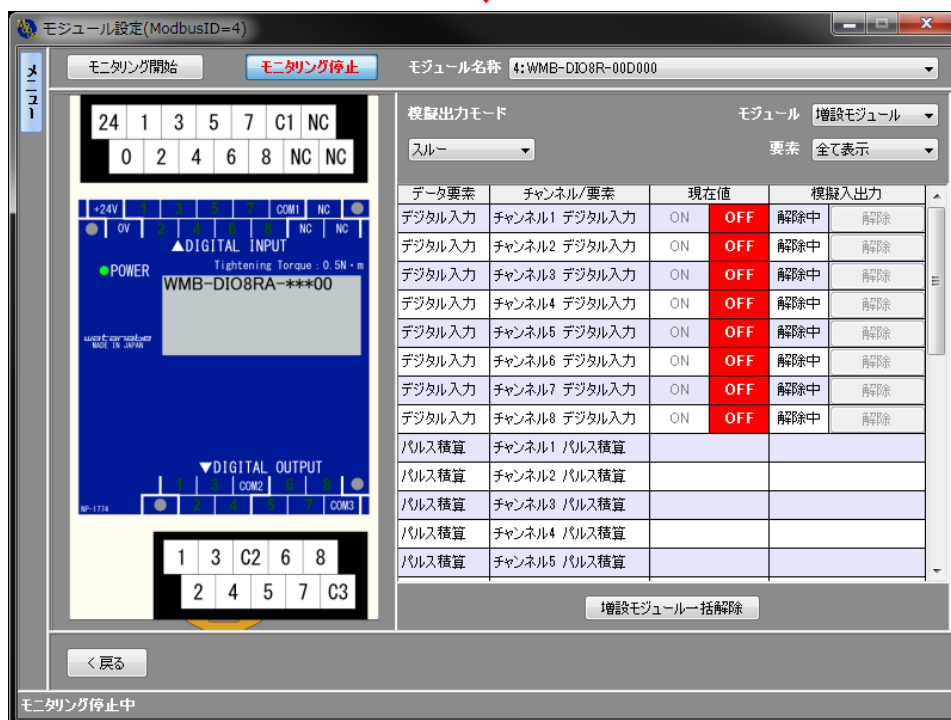 モジュール設定(ModbusID=4)
メニュー
モニタリング開始 モニタリング停止 モジュール名称 4:WMB-DIO8R-00D000
模擬出力モード モジュール 増設モジュール
スルー 要素 全て表示
24 1 3 5 7 C1 NC
0 2 4 6 8 NC NC
+24V 1 3 5 7 COM1 NC
0V 2 4 6 8 NC NC
▲DIGITAL INPUT
Tightening Torque : 0.5N・m
POWER
WMB-DIO8RA-***00
watanabe
MADE IN JAPAN
▼DIGITAL OUTPUT
1 3 COM2 6 8
NP-1774 2 4 5 7 COM3
1 3 C2 6 8
2 4 5 7 C3
データ要素 チャンネル/要素 現在値 模擬入出力
デジタル入力 チャンネル1 デジタル入力 ON OFF 解除中 解除
デジタル入力 チャンネル2 デジタル入力 ON OFF 解除中 解除
デジタル入力 チャンネル3 デジタル入力 ON OFF 解除中 解除
デジタル入力 チャンネル4 デジタル入力 ON OFF 解除中 解除
デジタル入力 チャンネル5 デジタル入力 ON OFF 解除中 解除
デジタル入力 チャンネル6 デジタル入力 ON OFF 解除中 解除
デジタル入力 チャンネル7 デジタル入力 ON OFF 解除中 解除
デジタル入力 チャンネル8 デジタル入力 ON OFF 解除中 解除
パルス積算 チャンネル1 パルス積算
パルス積算 チャンネル2 パルス積算
パルス積算 チャンネル3 パルス積算
パルス積算 チャンネル4 パルス積算
パルス積算 チャンネル5 パルス積算
増設モジュール一括解除
＜戻る
モニタリング停止中